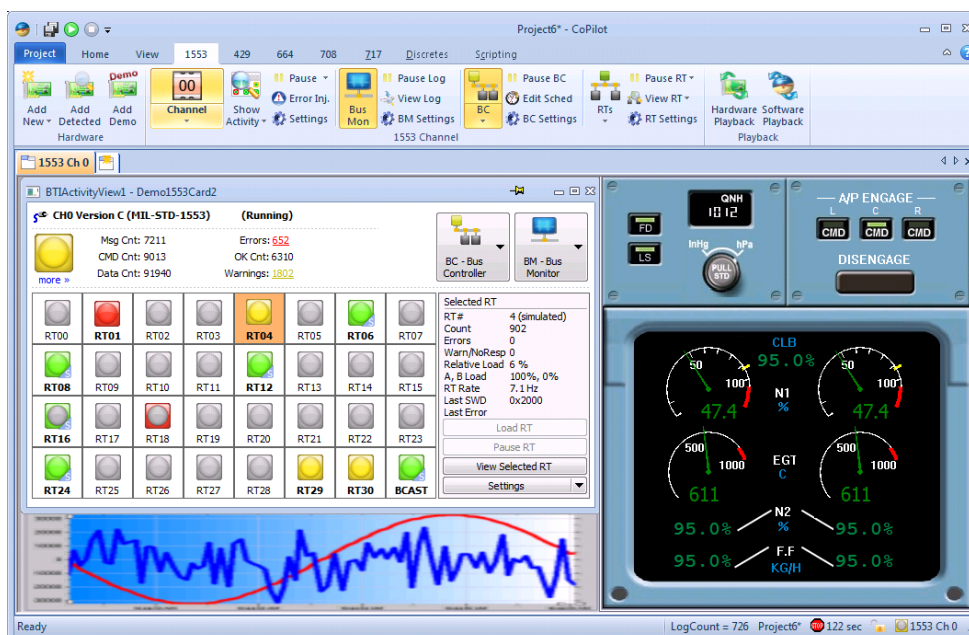 Project6* - CoPilot
Project Home View 1553 429 664 708 717 Discretes Scripting
Add New
Add Detected
Demo
Add Demo
Hardware
00
Channel
Show Activity
Pause
Error Inj.
Settings
Bus Mon
Pause Log
View Log
BM Settings
BC
Pause BC
Edit Sched
BC Settings
RTs
Pause RT
View RT
RT Settings
1553 Channel
Hardware Playback
Software Playback
Playback
1553 Ch 0
BTIActivityView1 - Demo1553Card2
CH0 Version C (MIL-STD-1553) (Running)
Msg Cnt: 7211 Errors: 652
CMD Cnt: 9013 OK Cnt: 6310
Data Cnt: 91940 Warnings: 1802
more »
BC - Bus Controller
BM - Bus Monitor
RT00 RT01 RT02 RT03 RT04 RT05 RT06 RT07
RT08 RT09 RT10 RT11 RT12 RT13 RT14 RT15
RT16 RT17 RT18 RT19 RT20 RT21 RT22 RT23
RT24 RT25 RT26 RT27 RT28 RT29 RT30 BCAST
Selected RT
RT# 4 (simulated)
Count 902
Errors 0
Warn/NoResp 0
Relative Load 6 %
A, B Load 100%, 0%
RT Rate 7.1 Hz
Last SWD 0x2000
Last Error
Load RT
Pause RT
View Selected RT
Settings
FD
LS
QNH
1012
InHg hPa
PULL STD
A/P ENGAGE
L C R
CMD CMD CMD
DISENGAGE
CLB
95.0%
50 100 47.4
N1
%
50 100 47.4
500 1000 611
EGT
C
500 1000 611
95.0% N2 95.0%
%
95.0% F.F 95.0%
KG/H
Ready
LogCount = 726 Project6* STOP 122 sec 1553 Ch 0